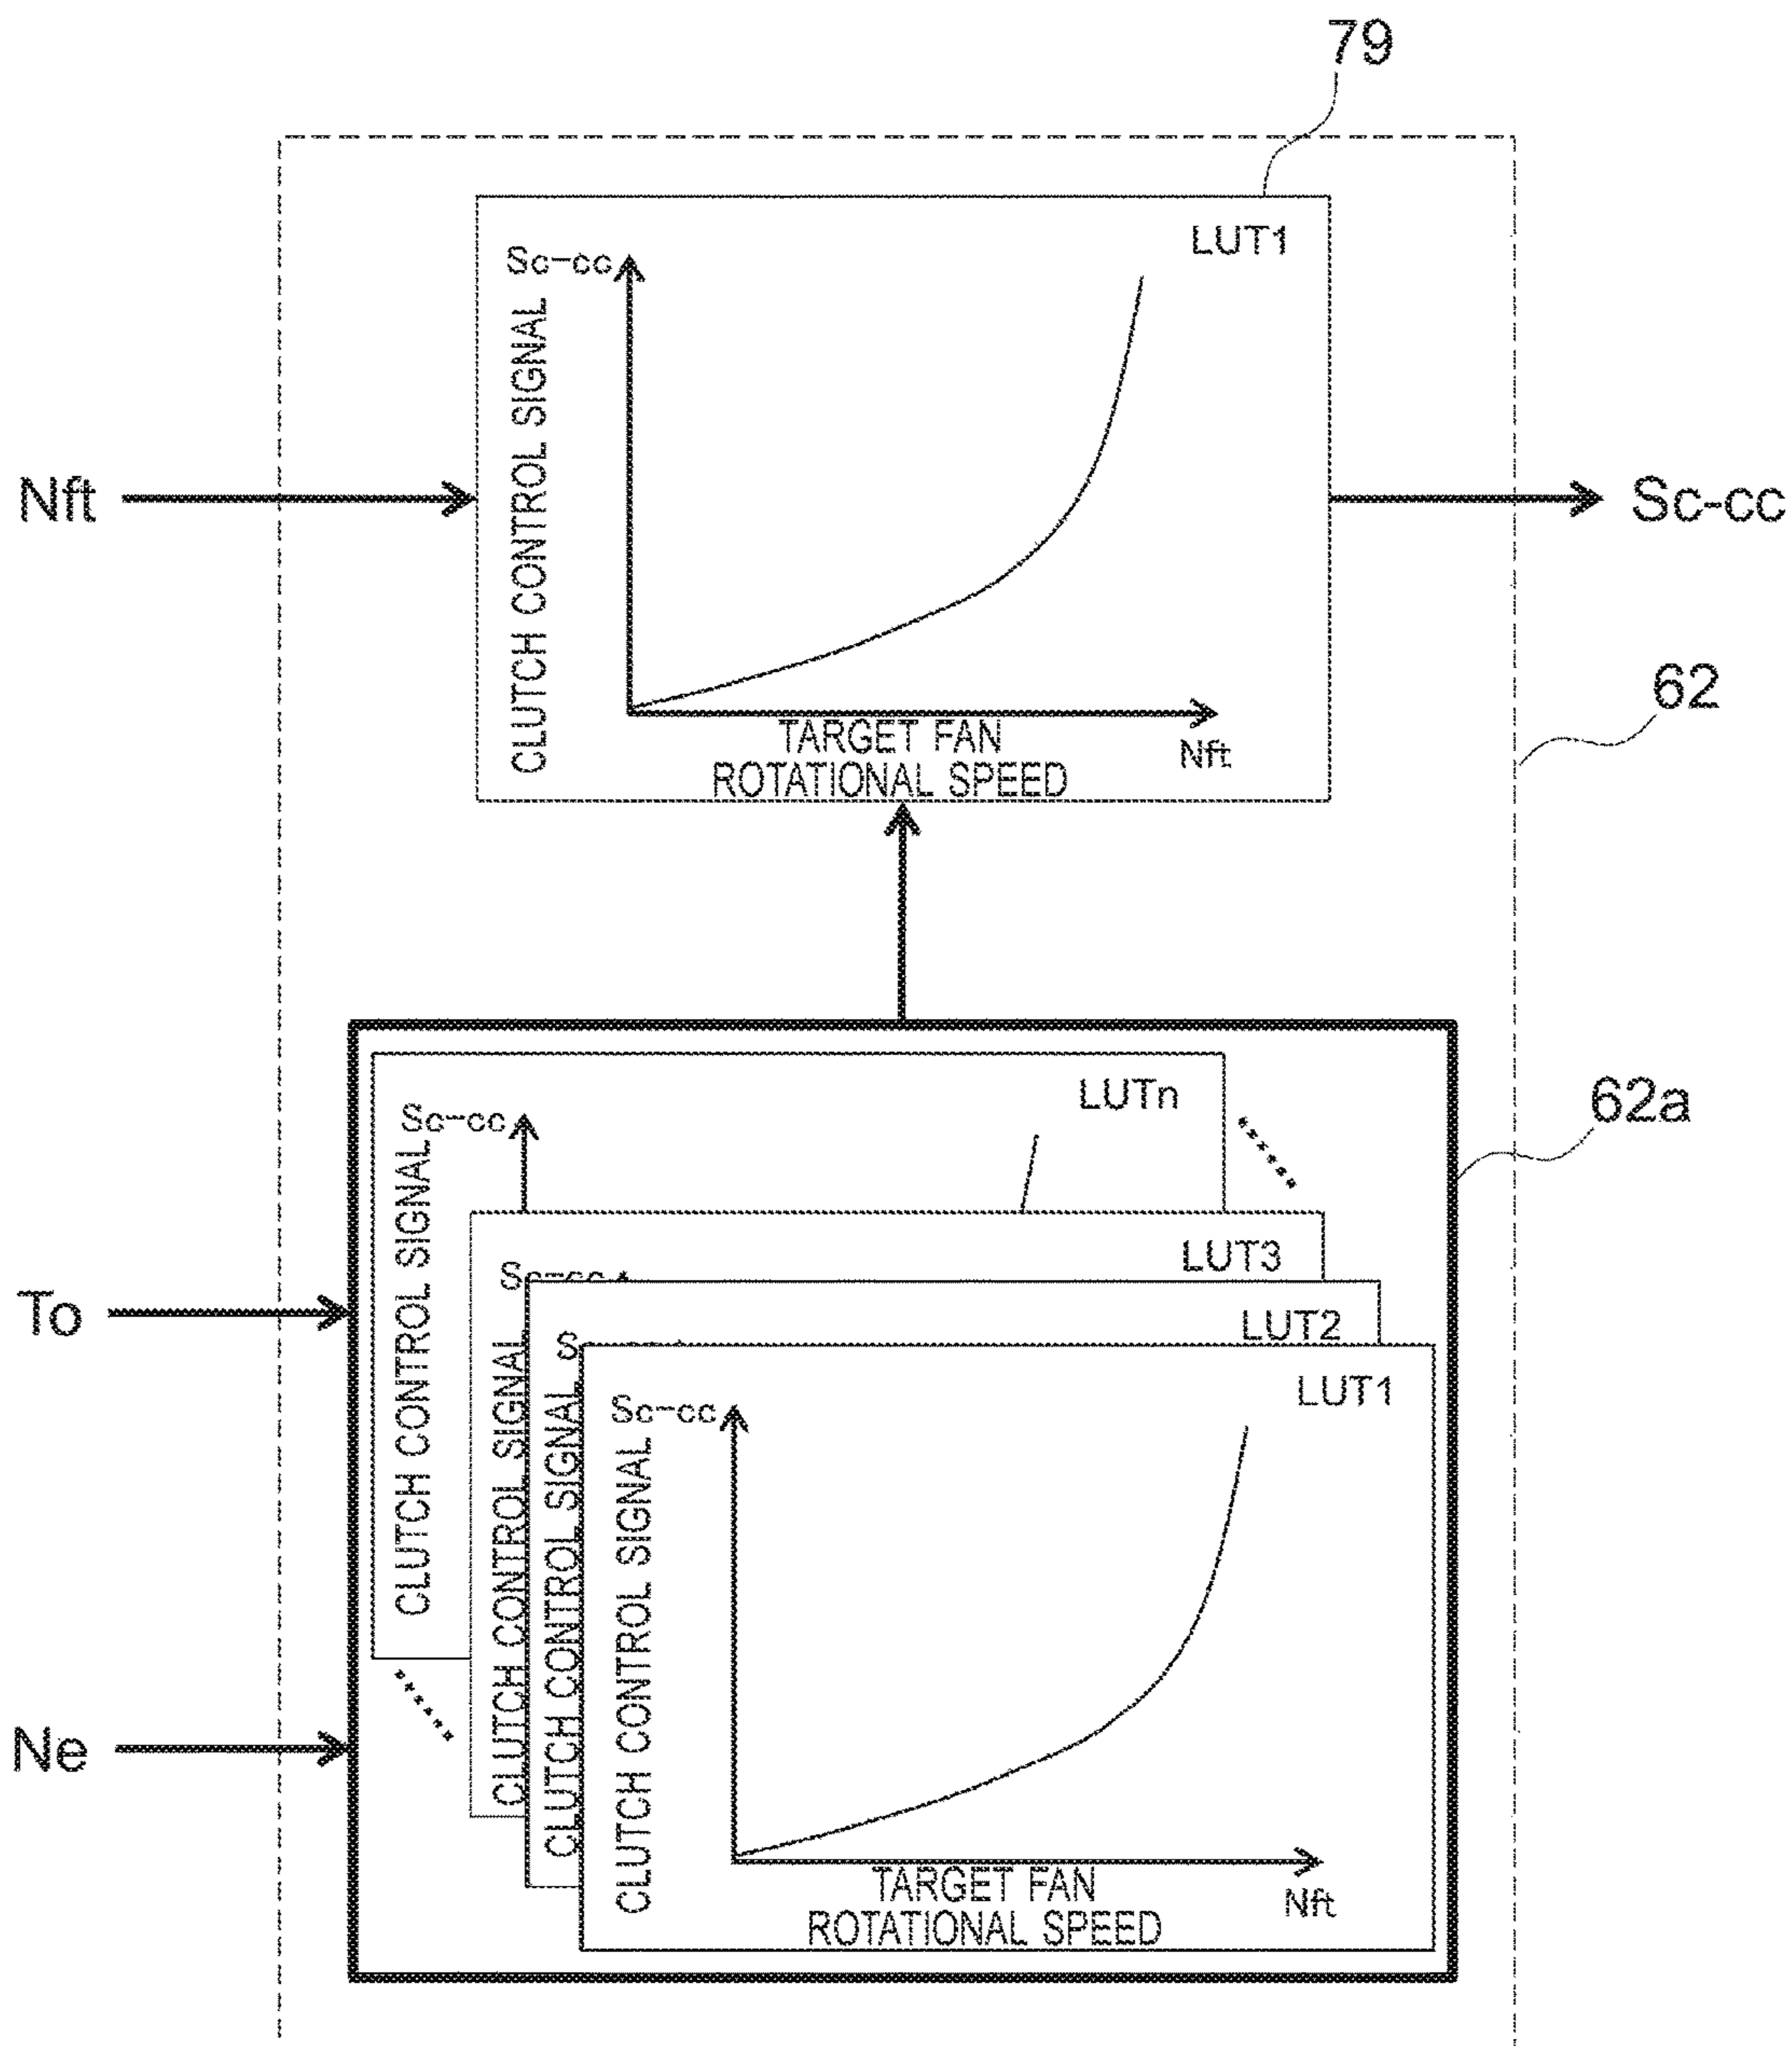 79
LUT1
Sc-cc
CLUTCH CONTROL SIGNAL
Nft
Sc-cc
TARGET FAN
ROTATIONAL SPEED
Nft
62
62a
LUTn
Sc-cc
CLUTCH CONTROL SIGNAL
LUT3
CLUTCH CONTROL SIGNAL
LUT2
CLUTCH CONTROL SIGNAL
To
LUT1
Sc-cc
CLUTCH CONTROL SIGNAL
Ne
TARGET FAN
ROTATIONAL SPEED
Nft